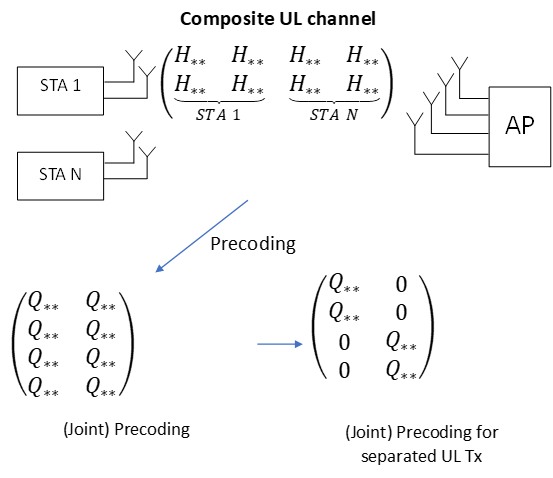 Composite UL channel
STA 1
H** H** H** H**
H** H** H** H**
STA 1 STA N
AP
STA N
Precoding
Q** Q**
Q** Q**
Q** Q**
Q** Q**
(Joint) Precoding
Q** 0
Q** 0
0 Q**
0 Q**
(Joint) Precoding for
separated UL Tx